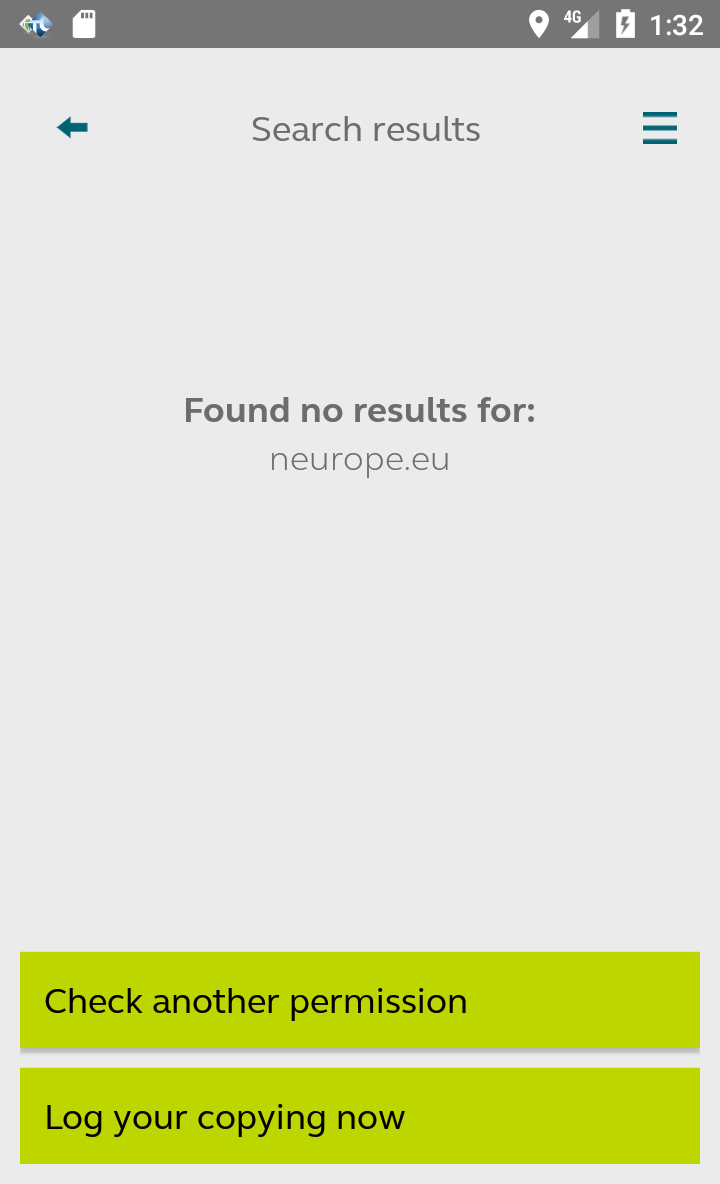 4G 1:32
Search results
Found no results for:
neurope.eu
Check another permission
Log your copying now